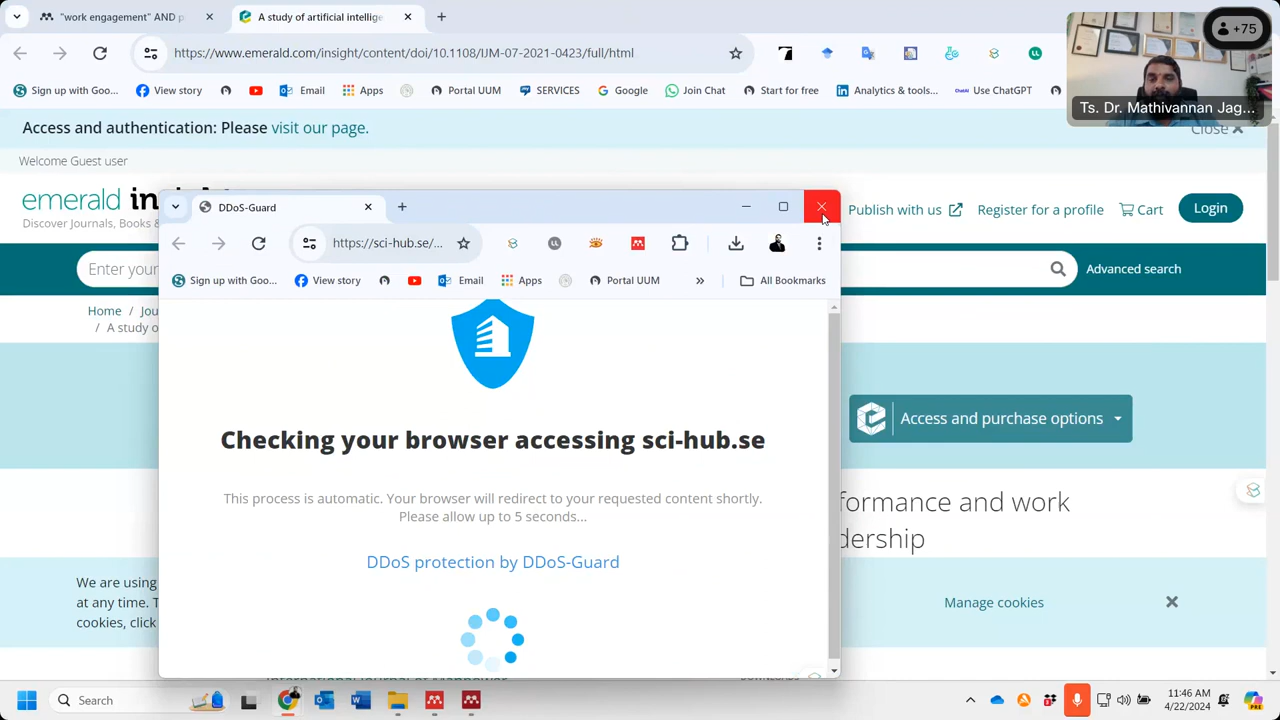 "work engagement" AND p
A study of artificial intellige
+75
https://www.emerald.com/insight/content/doi/10.1108/IJM-07-2021-0423/full/html
Sign up with Goo...
View story
Email
Apps
Portal UUM
SERVICES
Google
Join Chat
Start for free
Analytics & tools...
Use ChatGPT
Ts. Dr. Mathivannan Jag...
Access and authentication: Please visit our page.
Close
Welcome Guest user
emerald in
Discover Journals, Books &
Publish with us
Register for a profile
Cart
Login
Enter your
Advanced search
Home / Jou
/ A study o
Access and purchase options
formance and work
dership
We are using
at any time. T
cookies, click
Manage cookies
DDoS-Guard
https://sci-hub.se/...
Sign up with Goo...
View story
Email
Apps
Portal UUM
»
All Bookmarks
Checking your browser accessing sci-hub.se
This process is automatic. Your browser will redirect to your requested content shortly.
Please allow up to 5 seconds...
DDoS protection by DDoS-Guard
Search
11:46 AM
4/22/2024